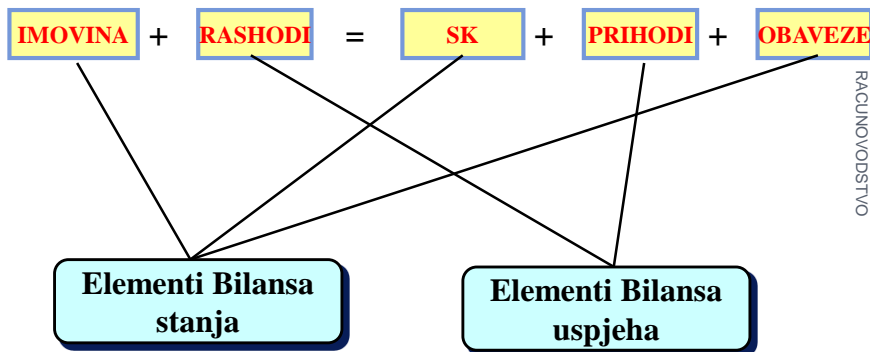 IMOVINA + RASHODI = SK + PRIHODI + OBAVEZE
RACUNOVODSTVO
Elementi Bilansa
stanja
Elementi Bilansa
uspjeha